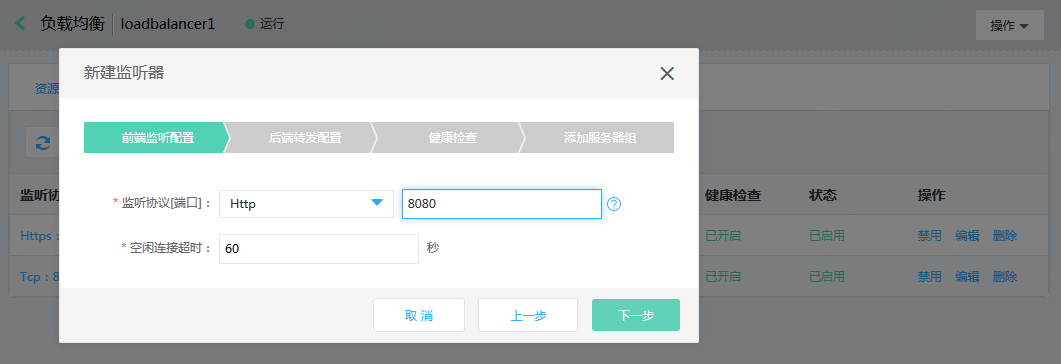 负载均衡 loadbalancer1 运行 操作
新建监听器
资源
前端监听配置 后端转发配置 健康检查 添加服务器组
监听协 健康检查 状态 操作
* 监听协议[端口]： Http 8080
Https： 已开启 已启用 禁用 编辑 删除
* 空闲连接超时： 60 秒
Tcp：8 已开启 已启用 禁用 编辑 删除
取 消 上一步 下一步